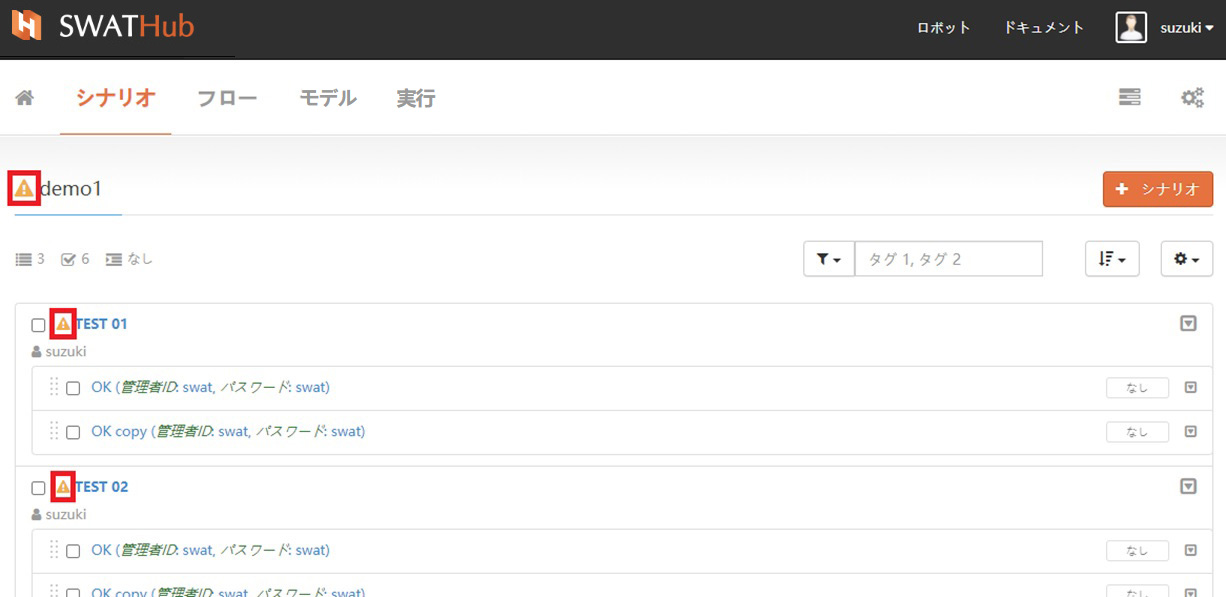 SWATHub ロボット ドキュメント suzuki
シナリオ フロー モデル 実行
demo1 シナリオ
3 6 なし タグ 1, タグ 2
TEST 01
suzuki
OK (管理者ID: swat, パスワード: swat) なし
OK copy (管理者ID: swat, パスワード: swat) なし
TEST 02
suzuki
OK (管理者ID: swat, パスワード: swat) なし
OK copy (管理者ID: swat, パスワード: swat) なし